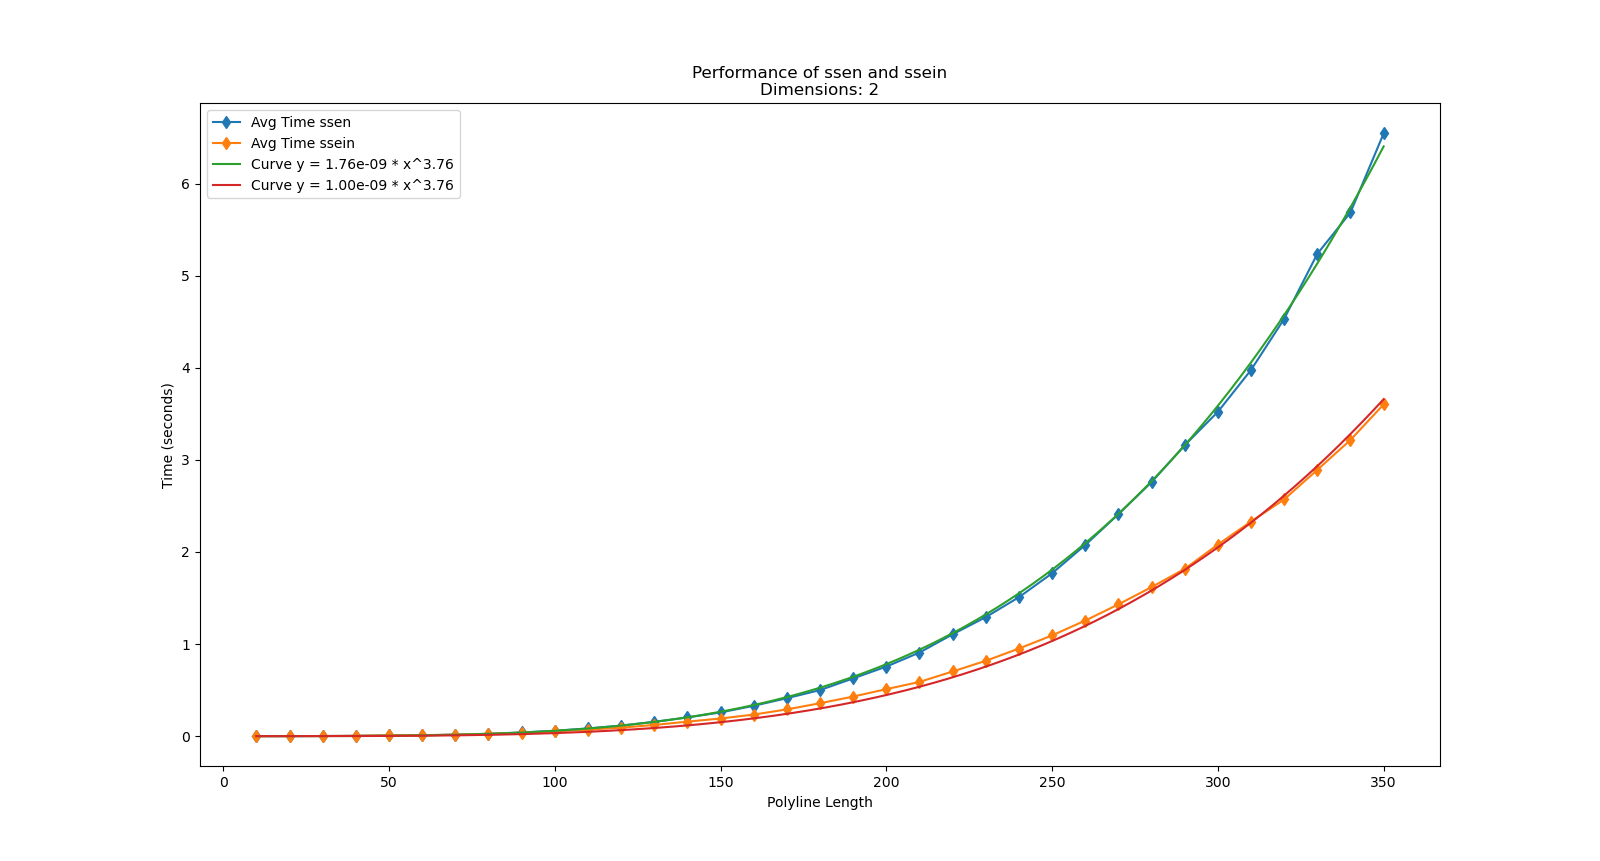 Performance of ssen and ssein
Dimensions: 2
Avg Time ssen
Avg Time ssein
Curve y = 1.76e-09 * x^3.76
Curve y = 1.00e-09 * x^3.76
Time (seconds)
6
5
4
3
2
1
0
0 50 100 150 200 250 300 350
Polyline Length